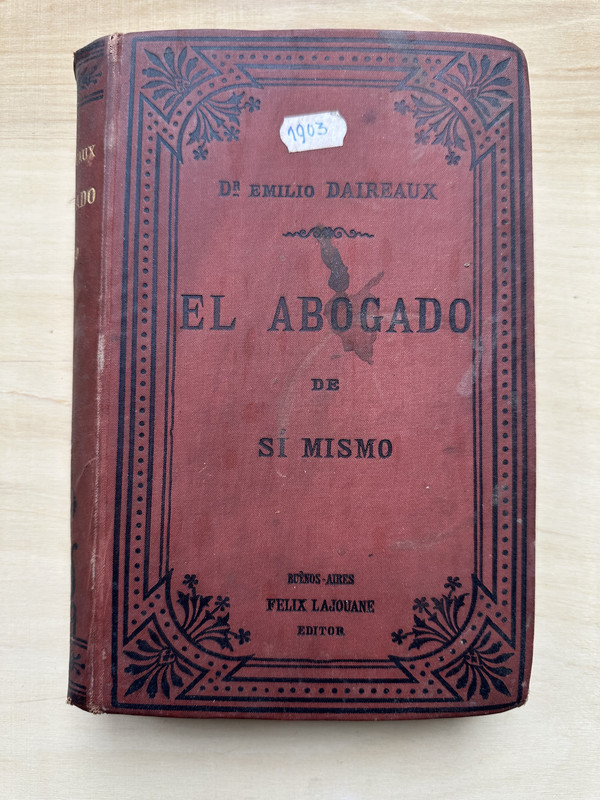 1903
DR EMILIO DAIREAUX
EL ABOGADO
DE
SÍ MISMO
BUENOS-AIRES
FELIX LAJOUANE
EDITOR